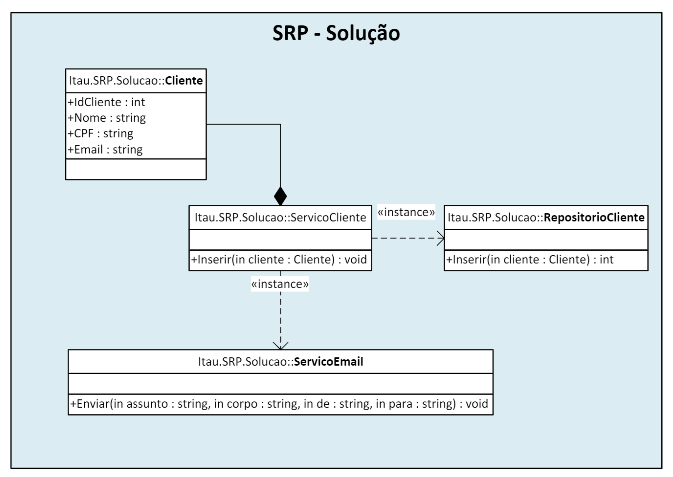 SRP - Solução
Itau.SRP.Solucao::Cliente
+IdCliente : int
+Nome : string
+CPF : string
+Email : string
Itau.SRP.Solucao::ServicoCliente
+Inserir(in cliente : Cliente) : void
«instance»
Itau.SRP.Solucao::RepositorioCliente
+Inserir(in cliente : Cliente) : int
«instance»
Itau.SRP.Solucao::ServicoEmail
+Enviar(in assunto : string, in corpo : string, in de : string, in para : string) : void